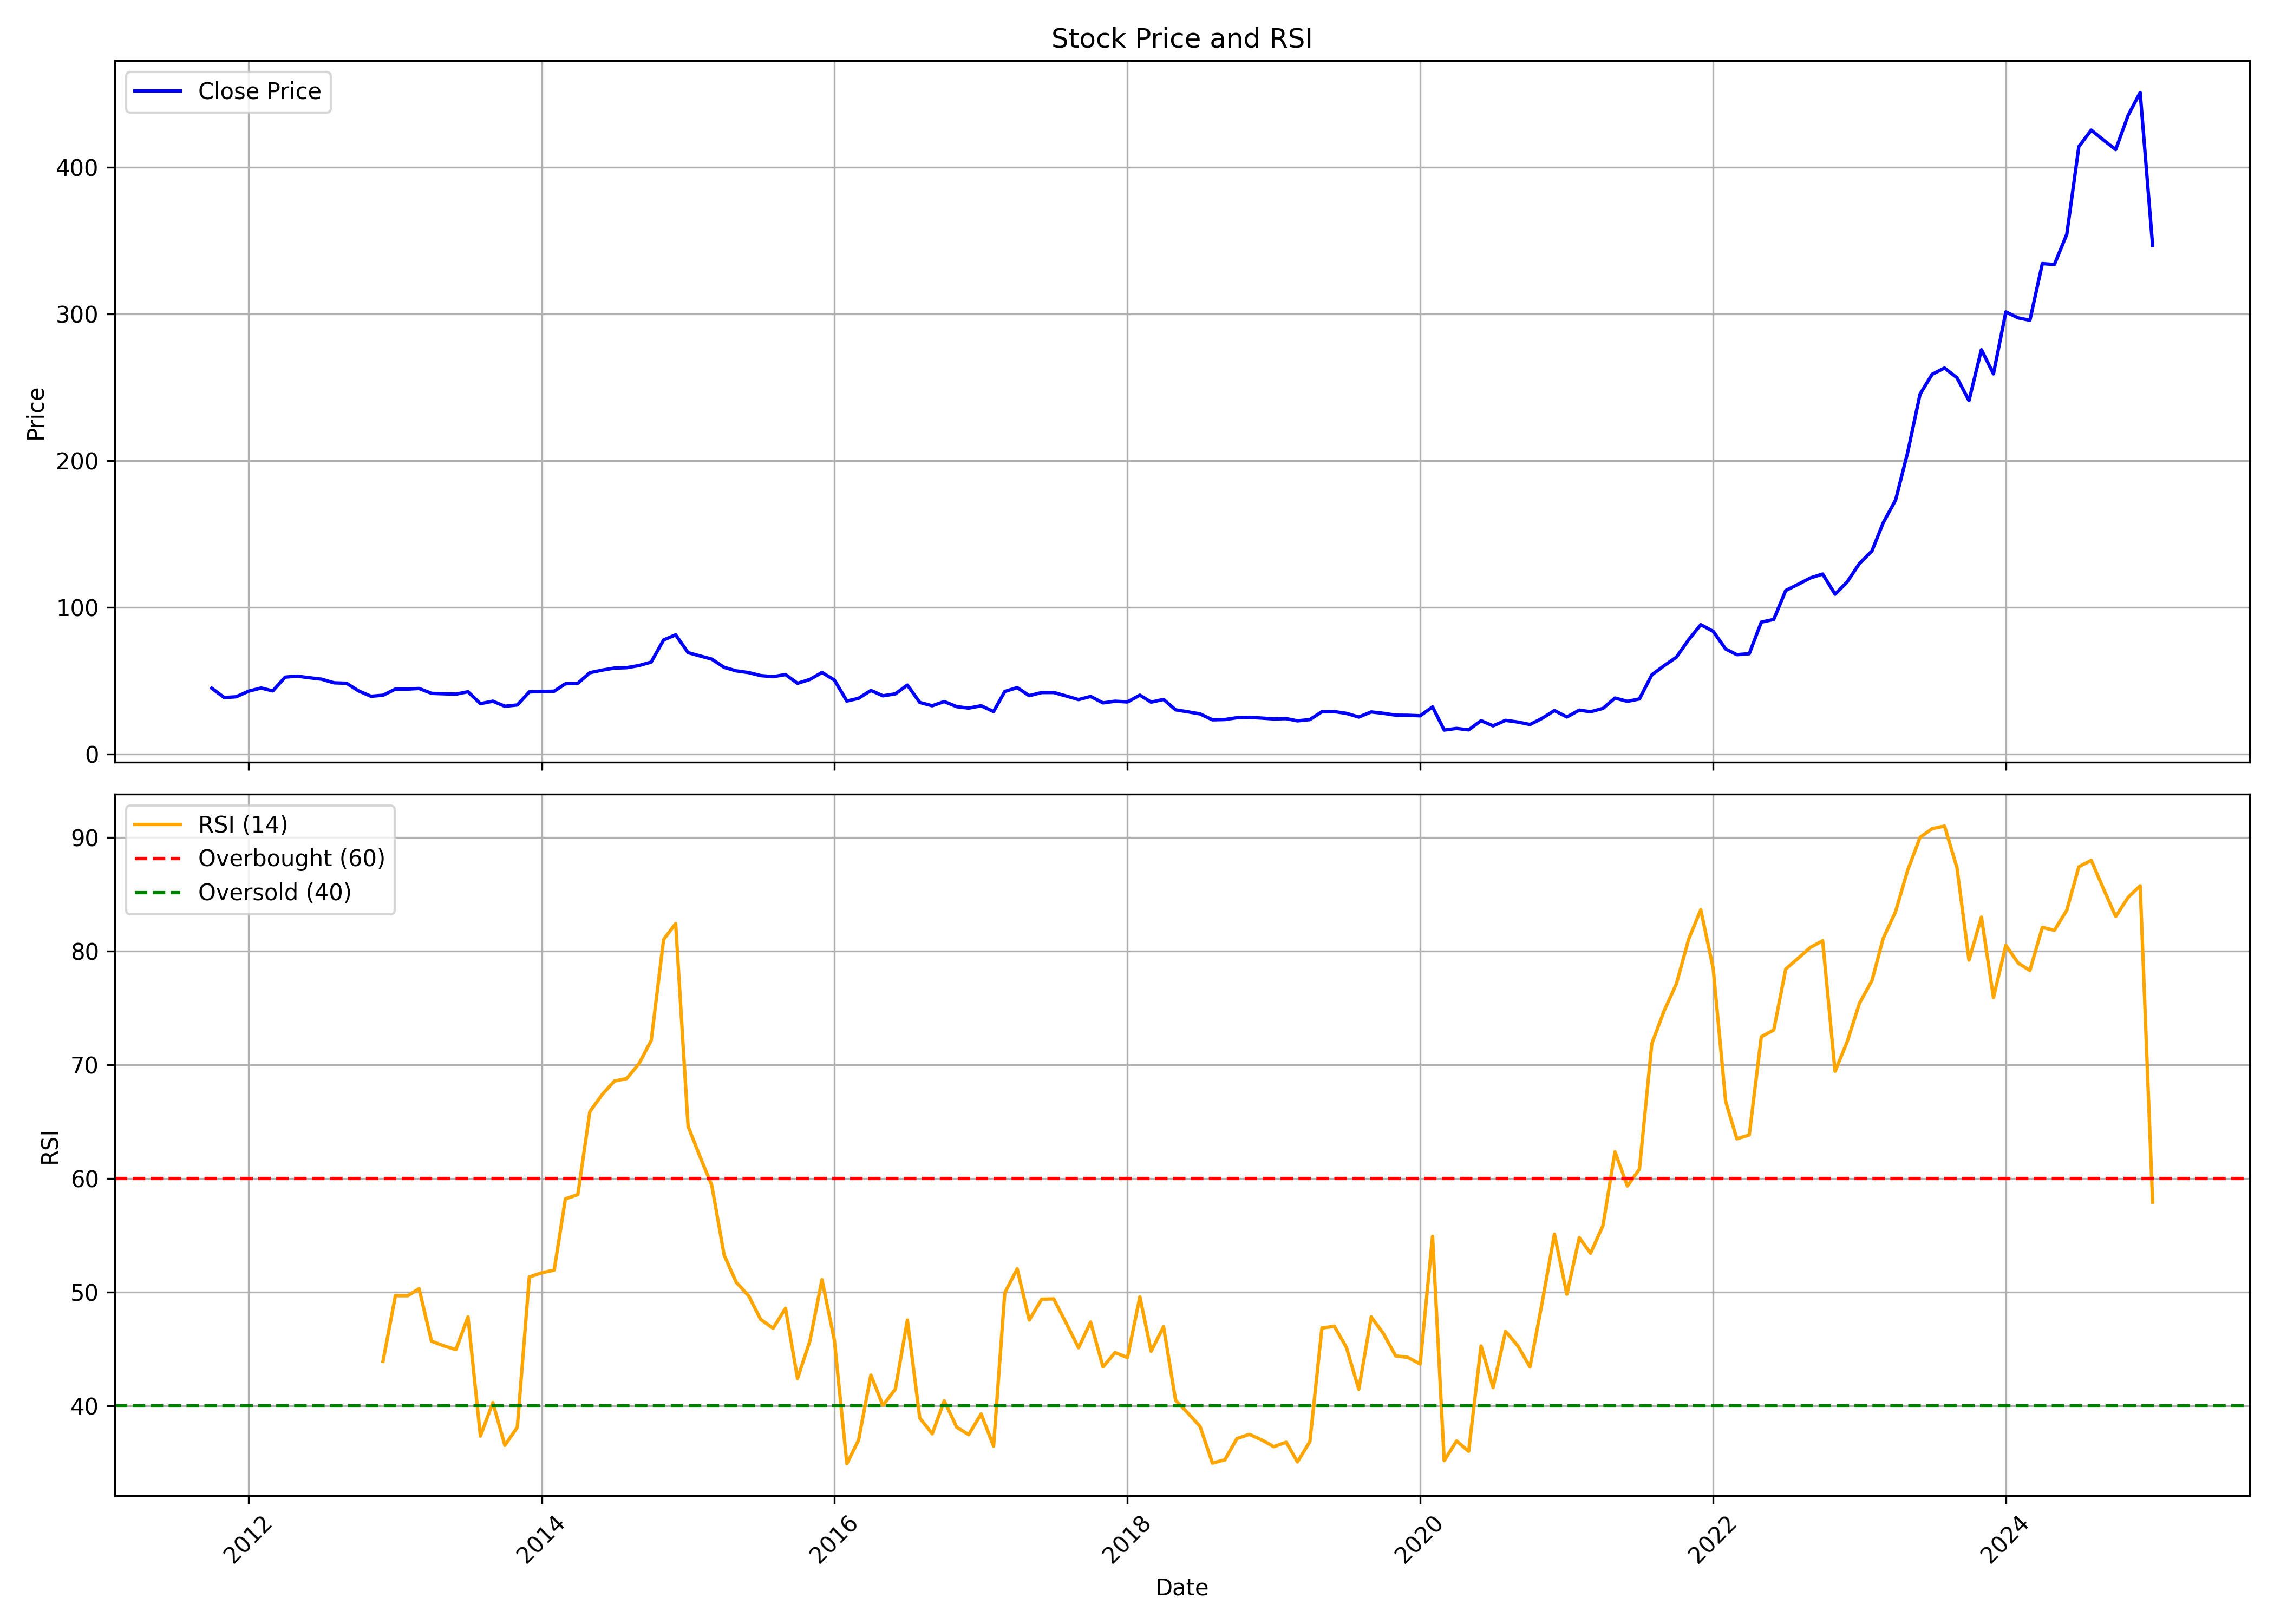 Stock Price and RSI
Close Price
400
300
200
100
0
Price
RSI (14)
Overbought (60)
Oversold (40)
90
80
70
60
50
40
RSI
2012
2014
2016
2018
2020
2022
2024
Date